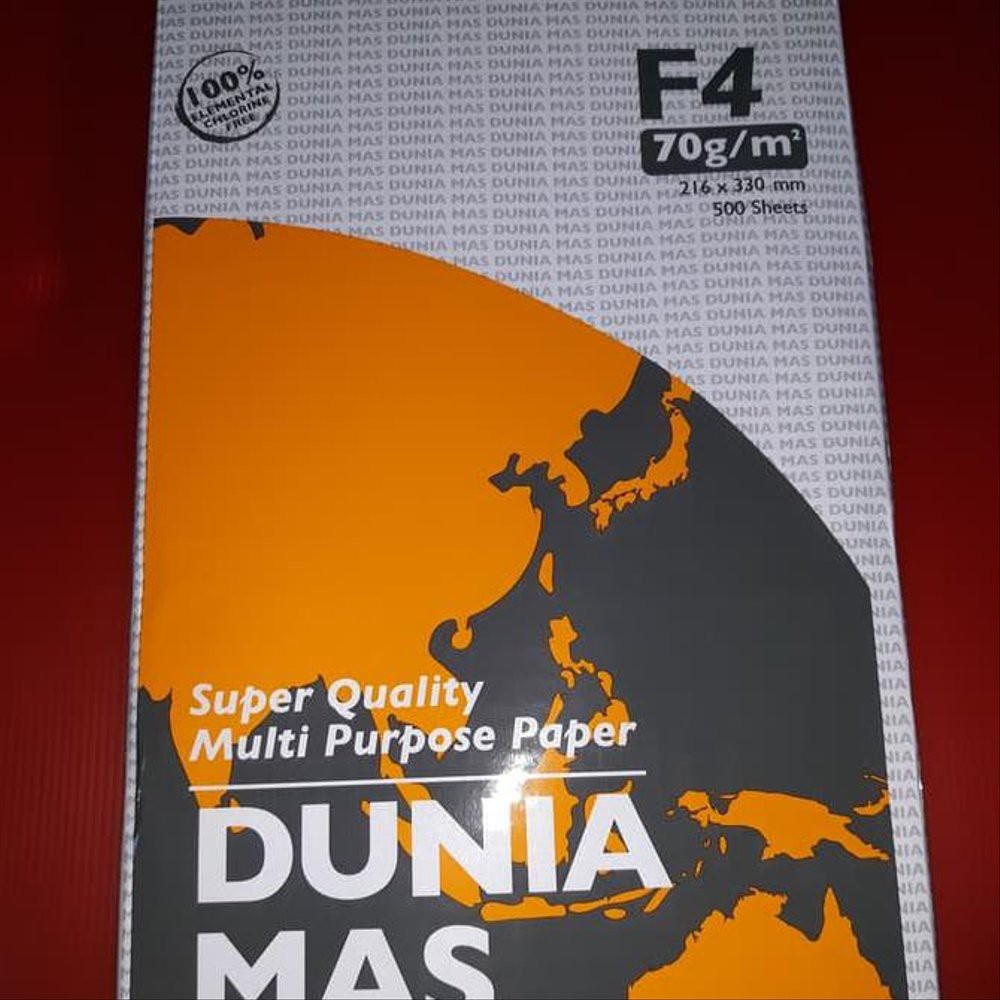 100%
ELEMENTAL
CHLORINE
FREE
F4
70g/m²
216 x 330 mm
500 Sheets
Super Quality
Multi Purpose Paper
DUNIA
MAS